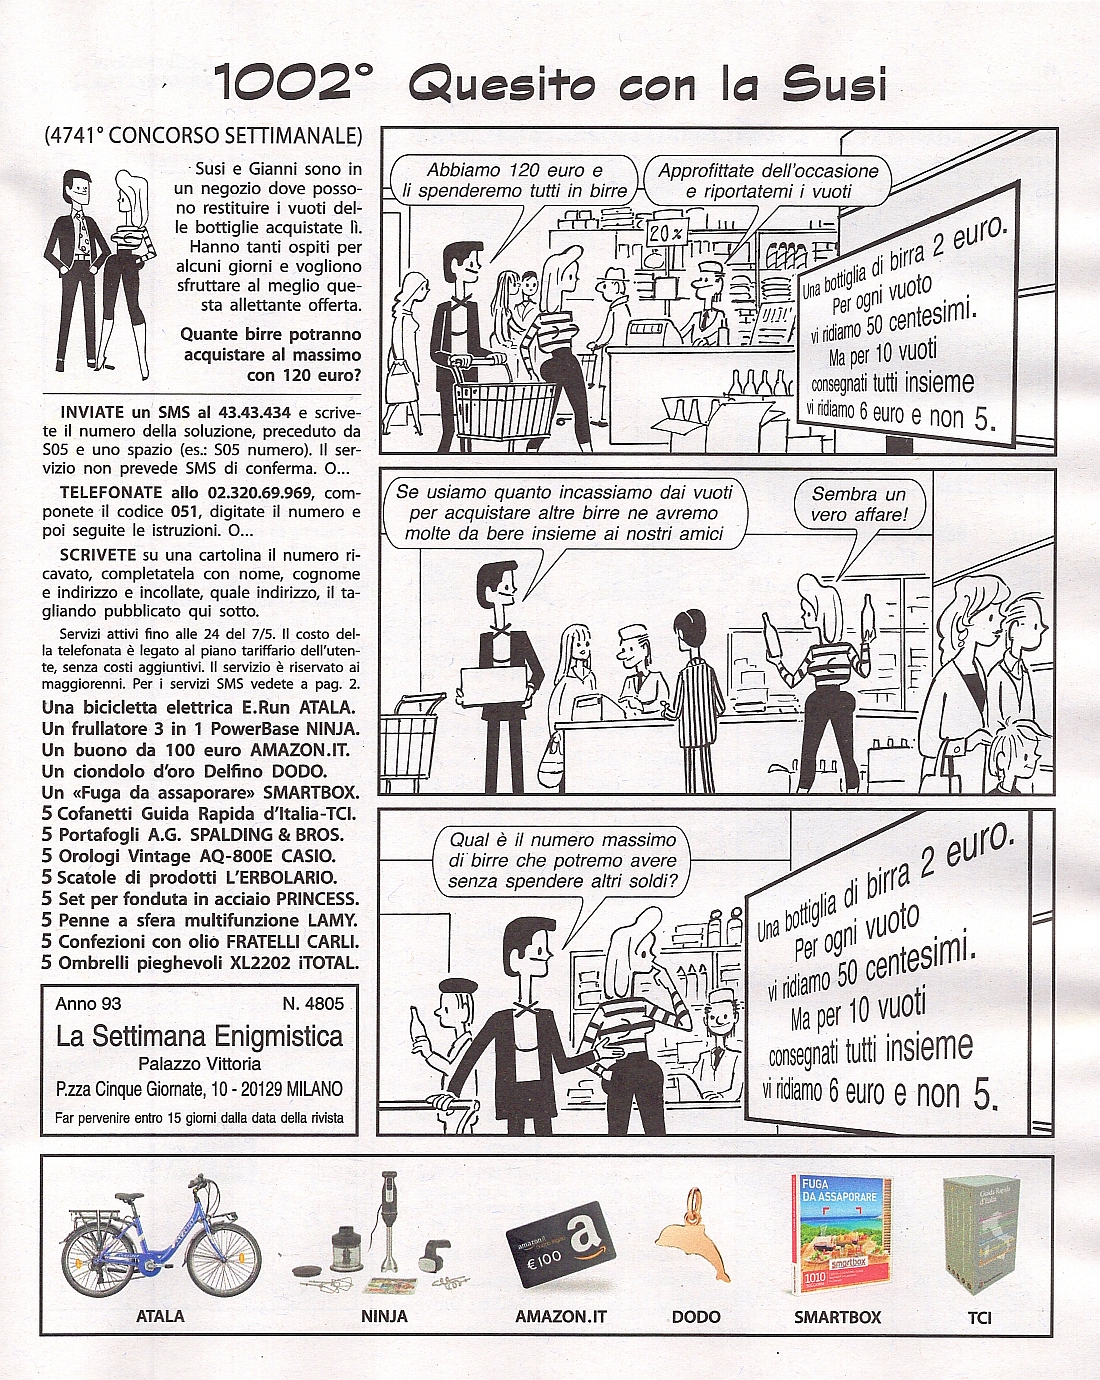 1002° Quesito con la Susi
(4741° CONCORSO SETTIMANALE)
Susi e Gianni sono in
un negozio dove posso-
no restituire i vuoti del-
le bottiglie acquistate lì.
Hanno tanti ospiti per
alcuni giorni e vogliono
sfruttare al meglio que-
sta allettante offerta.
Quante birre potranno
acquistare al massimo
con 120 euro?
INVIATE un SMS al 43.43.434 e scrive-
te il numero della soluzione, preceduto da
S05 e uno spazio (es.: S05 numero). Il ser-
vizio non prevede SMS di conferma. O...
TELEFONATE allo 02.320.69.969, com-
ponete il codice 051, digitate il numero e
poi seguite le istruzioni. O...
SCRIVETE su una cartolina il numero ri-
cavato, completatela con nome, cognome
e indirizzo e incollate, quale indirizzo, il ta-
gliando pubblicato qui sotto.
Servizi attivi fino alle 24 del 7/5. Il costo del-
la telefonata è legato al piano tariffario dell'uten-
te, senza costi aggiuntivi. Il servizio è riservato ai
maggiorenni. Per i servizi SMS vedete a pag. 2.
Una bicicletta elettrica E.Run ATALA.
Un frullatore 3 in 1 PowerBase NINJA.
Un buono da 100 euro AMAZON.IT.
Un ciondolo d'oro Delfino DODO.
Un «Fuga da assaporare» SMARTBOX.
5 Cofanetti Guida Rapida d'Italia-TCI.
5 Portafogli A.G. SPALDING & BROS.
5 Orologi Vintage AQ-800E CASIO.
5 Scatole di prodotti L'ERBOLARIO.
5 Set per fonduta in acciaio PRINCESS.
5 Penne a sfera multifunzione LAMY.
5 Confezioni con olio FRATELLI CARLI.
5 Ombrelli pieghevoli XL2202 iTOTAL.
Anno 93 N. 4805
La Settimana Enigmistica
Palazzo Vittoria
P.zza Cinque Giornate, 10 - 20129 MILANO
Far pervenire entro 15 giorni dalla data della rivista
Abbiamo 120 euro e
li spenderemo tutti in birre
Approfittate dell'occasione
e riportatemi i vuoti
20%
Una bottiglia di birra 2 euro.
Per ogni vuoto
vi ridiamo 50 centesimi.
Ma per 10 vuoti
consegnati tutti insieme
vi ridiamo 6 euro e non 5.
Se usiamo quanto incassiamo dai vuoti
per acquistare altre birre ne avremo
molte da bere insieme ai nostri amici
Sembra un
vero affare!
Qual è il numero massimo
di birre che potremo avere
senza spendere altri soldi?
Una bottiglia di birra 2 euro.
Per ogni vuoto
vi ridiamo 50 centesimi.
Ma per 10 vuoti
consegnati tutti insieme
vi ridiamo 6 euro e non 5.
amazon.it
€100
a
FUGA
DA ASSAPORARE
smartbox
1010
Guida Rapida
d'Italia
ATALA
NINJA
AMAZON.IT
DODO
SMARTBOX
TCI